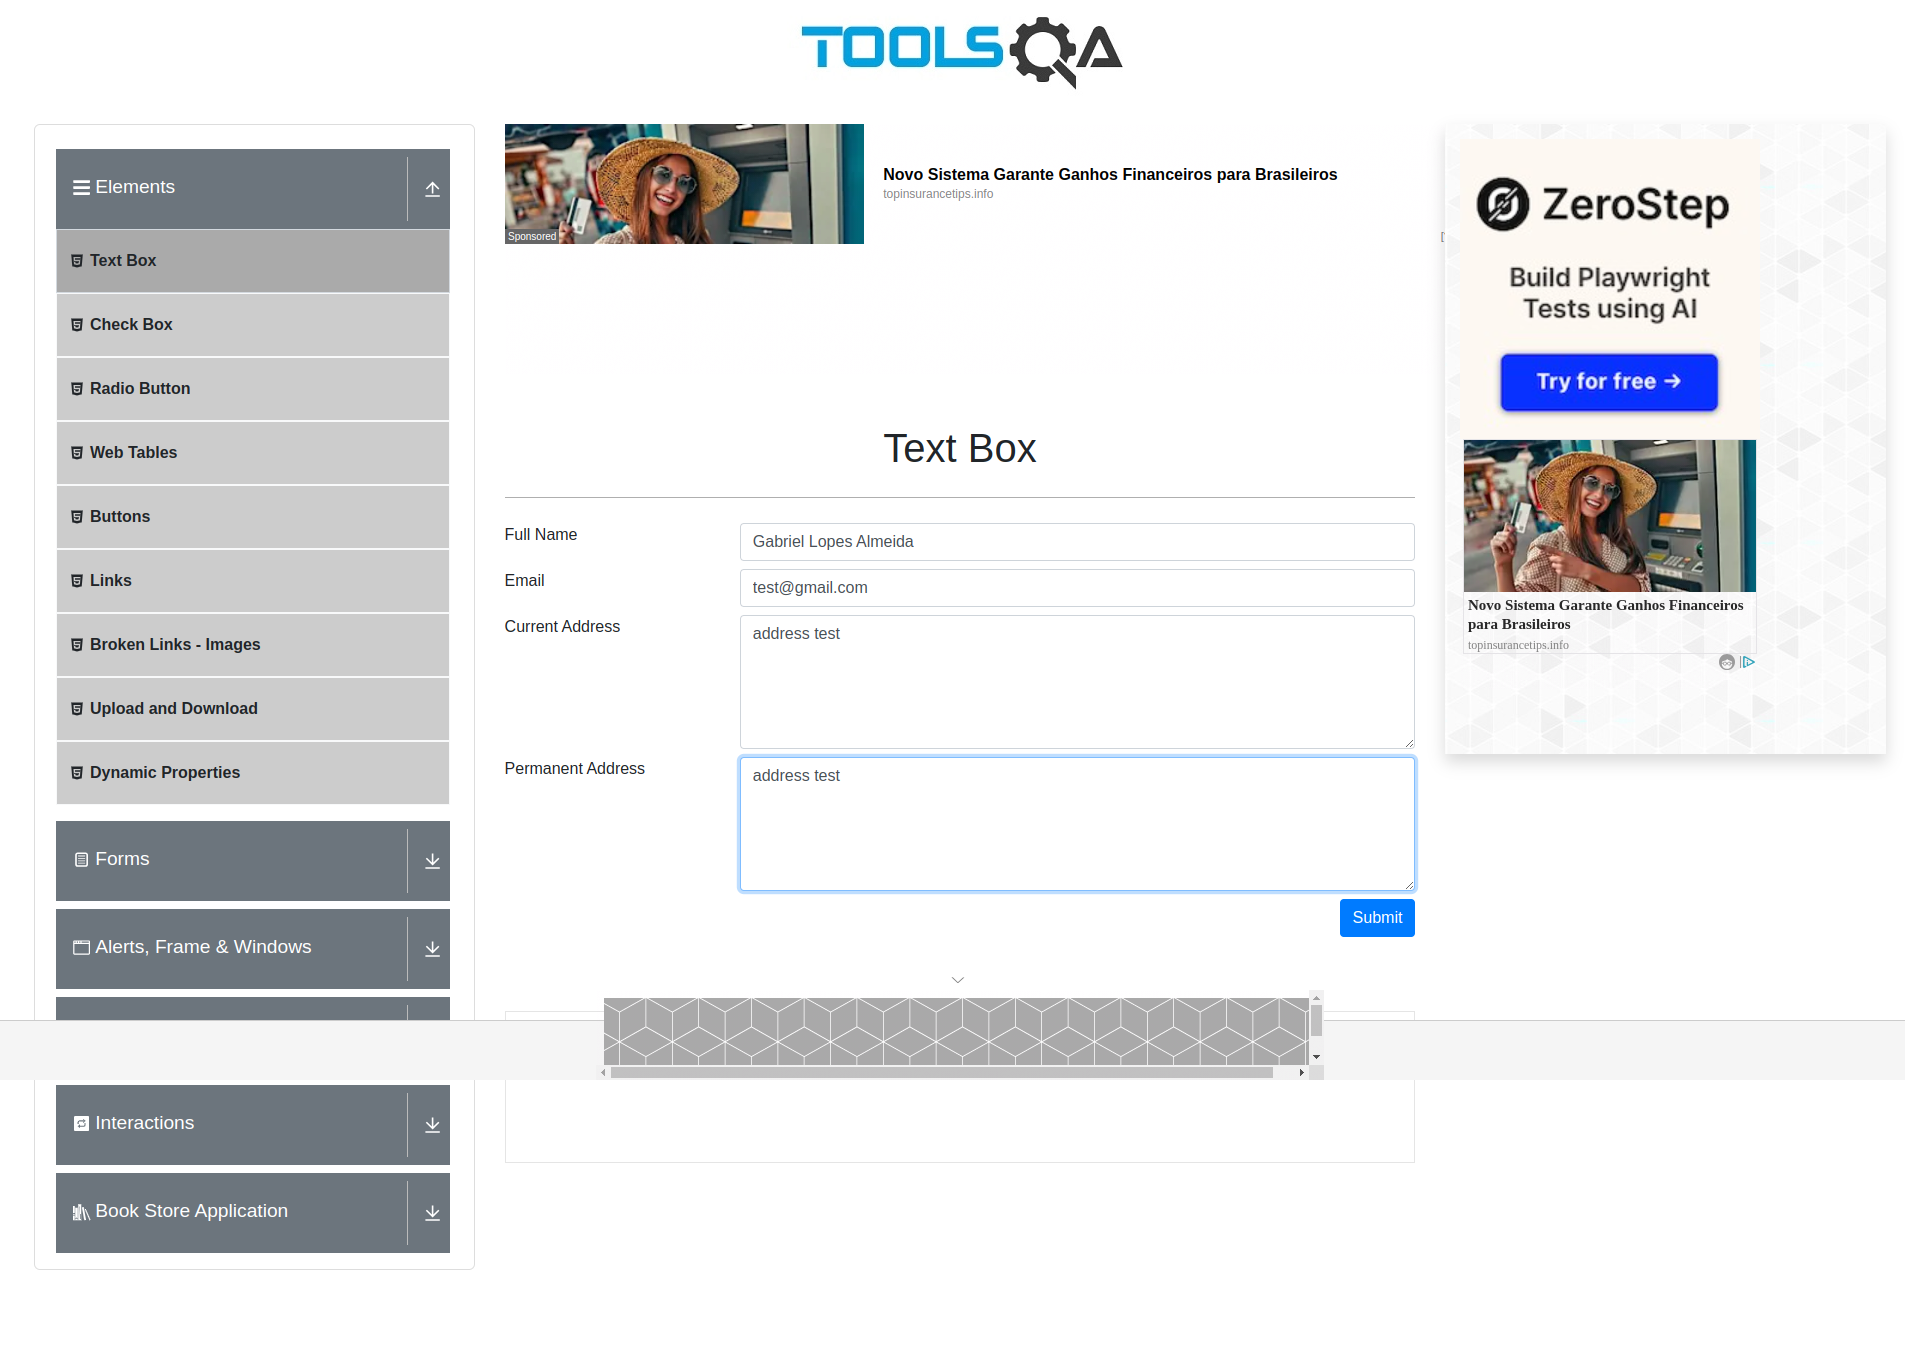 TOOLSQA
Elements
Text Box
Check Box
Radio Button
Web Tables
Buttons
Links
Broken Links - Images
Upload and Download
Dynamic Properties
Forms
Alerts, Frame & Windows
Interactions
Book Store Application
Sponsored
Novo Sistema Garante Ganhos Financeiros para Brasileiros
topinsurancetips.info
Text Box
Full Name
Gabriel Lopes Almeida
Email
test@gmail.com
Current Address
address test
Permanent Address
address test
Submit
ZeroStep
Build Playwright
Tests using AI
Try for free →
Novo Sistema Garante Ganhos Financeiros
para Brasileiros
topinsurancetips.info